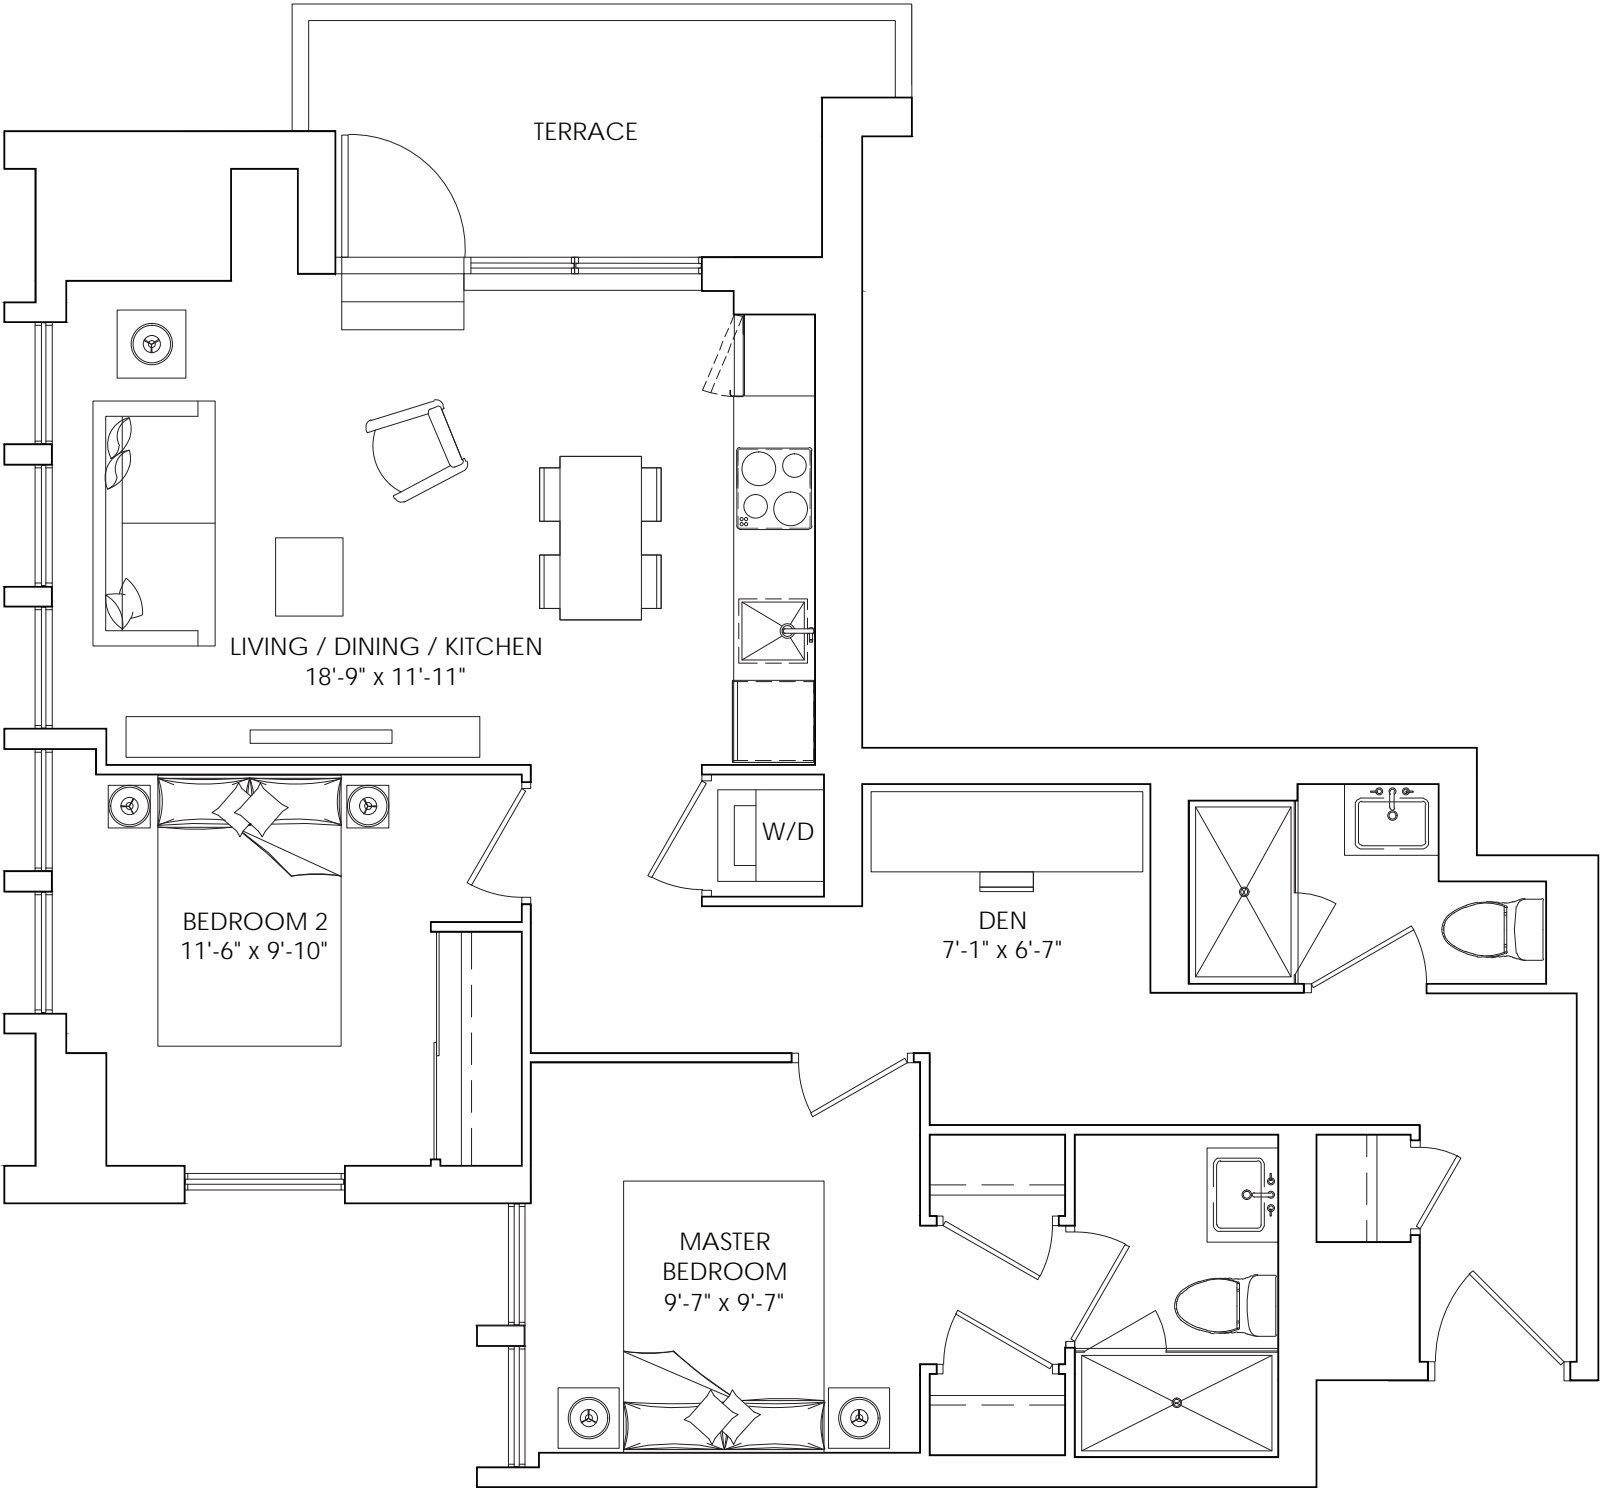 TERRACE
LIVING / DINING / KITCHEN
18'-9" x 11'-11"
W/D
BEDROOM 2
11'-6" x 9'-10"
DEN
7'-1" x 6'-7"
MASTER
BEDROOM
9'-7" x 9'-7"